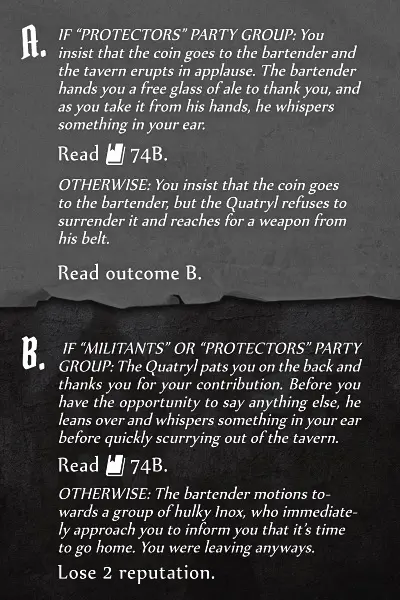 A. IF “PROTECTORS” PARTY GROUP: You
insist that the coin goes to the bartender and
the tavern erupts in applause. The bartender
hands you a free glass of ale to thank you, and
as you take it from his hands, he whispers
something in your ear.
Read 74B.
OTHERWISE: You insist that the coin goes
to the bartender, but the Quatryl refuses to
surrender it and reaches for a weapon from
his belt.
Read outcome B.
B. IF “MILITANTS” OR “PROTECTORS” PARTY
GROUP: The Quatryl pats you on the back and
thanks you for your contribution. Before you
have the opportunity to say anything else, he
leans over and whispers something in your ear
before quickly scurrying out of the tavern.
Read 74B.
OTHERWISE: The bartender motions to-
wards a group of hulky Inox, who immediate-
ly approach you to inform you that it’s time
to go home. You were leaving anyways.
Lose 2 reputation.